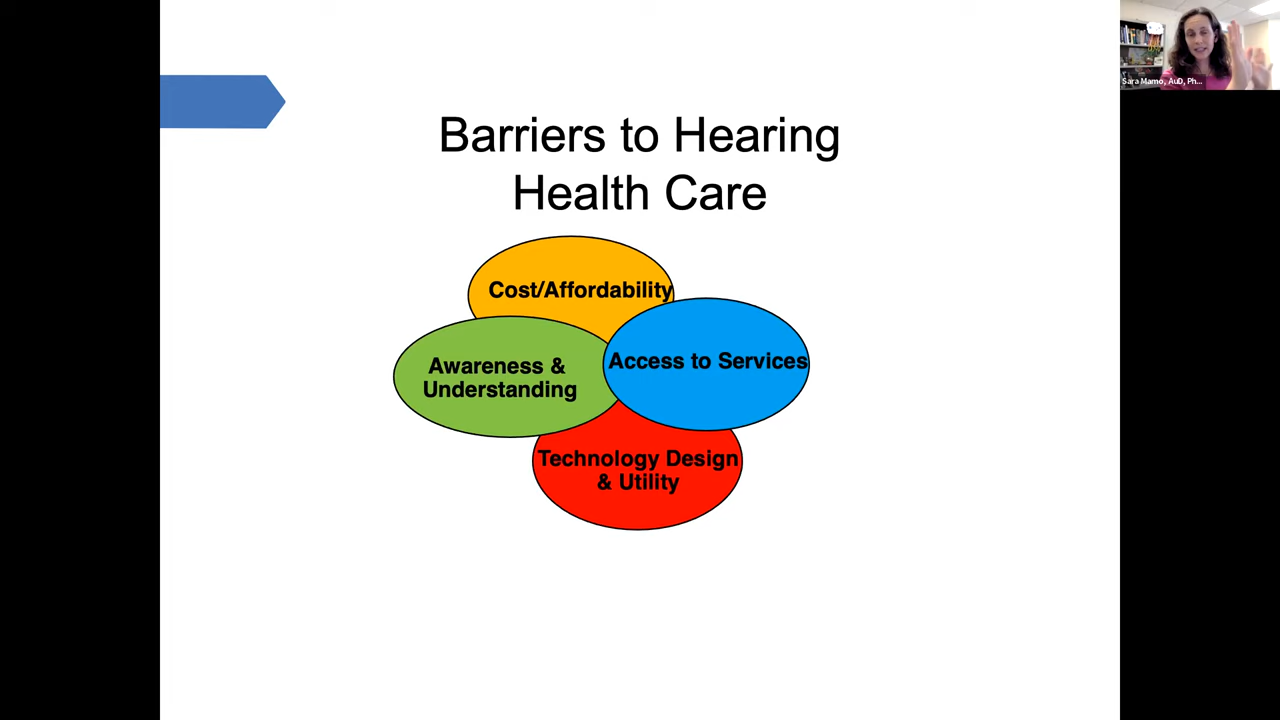 Sara Mamo, AuD, Ph...
Barriers to Hearing
Health Care
Cost/Affordability
Access to Services
Awareness &
Understanding
Technology Design
& Utility